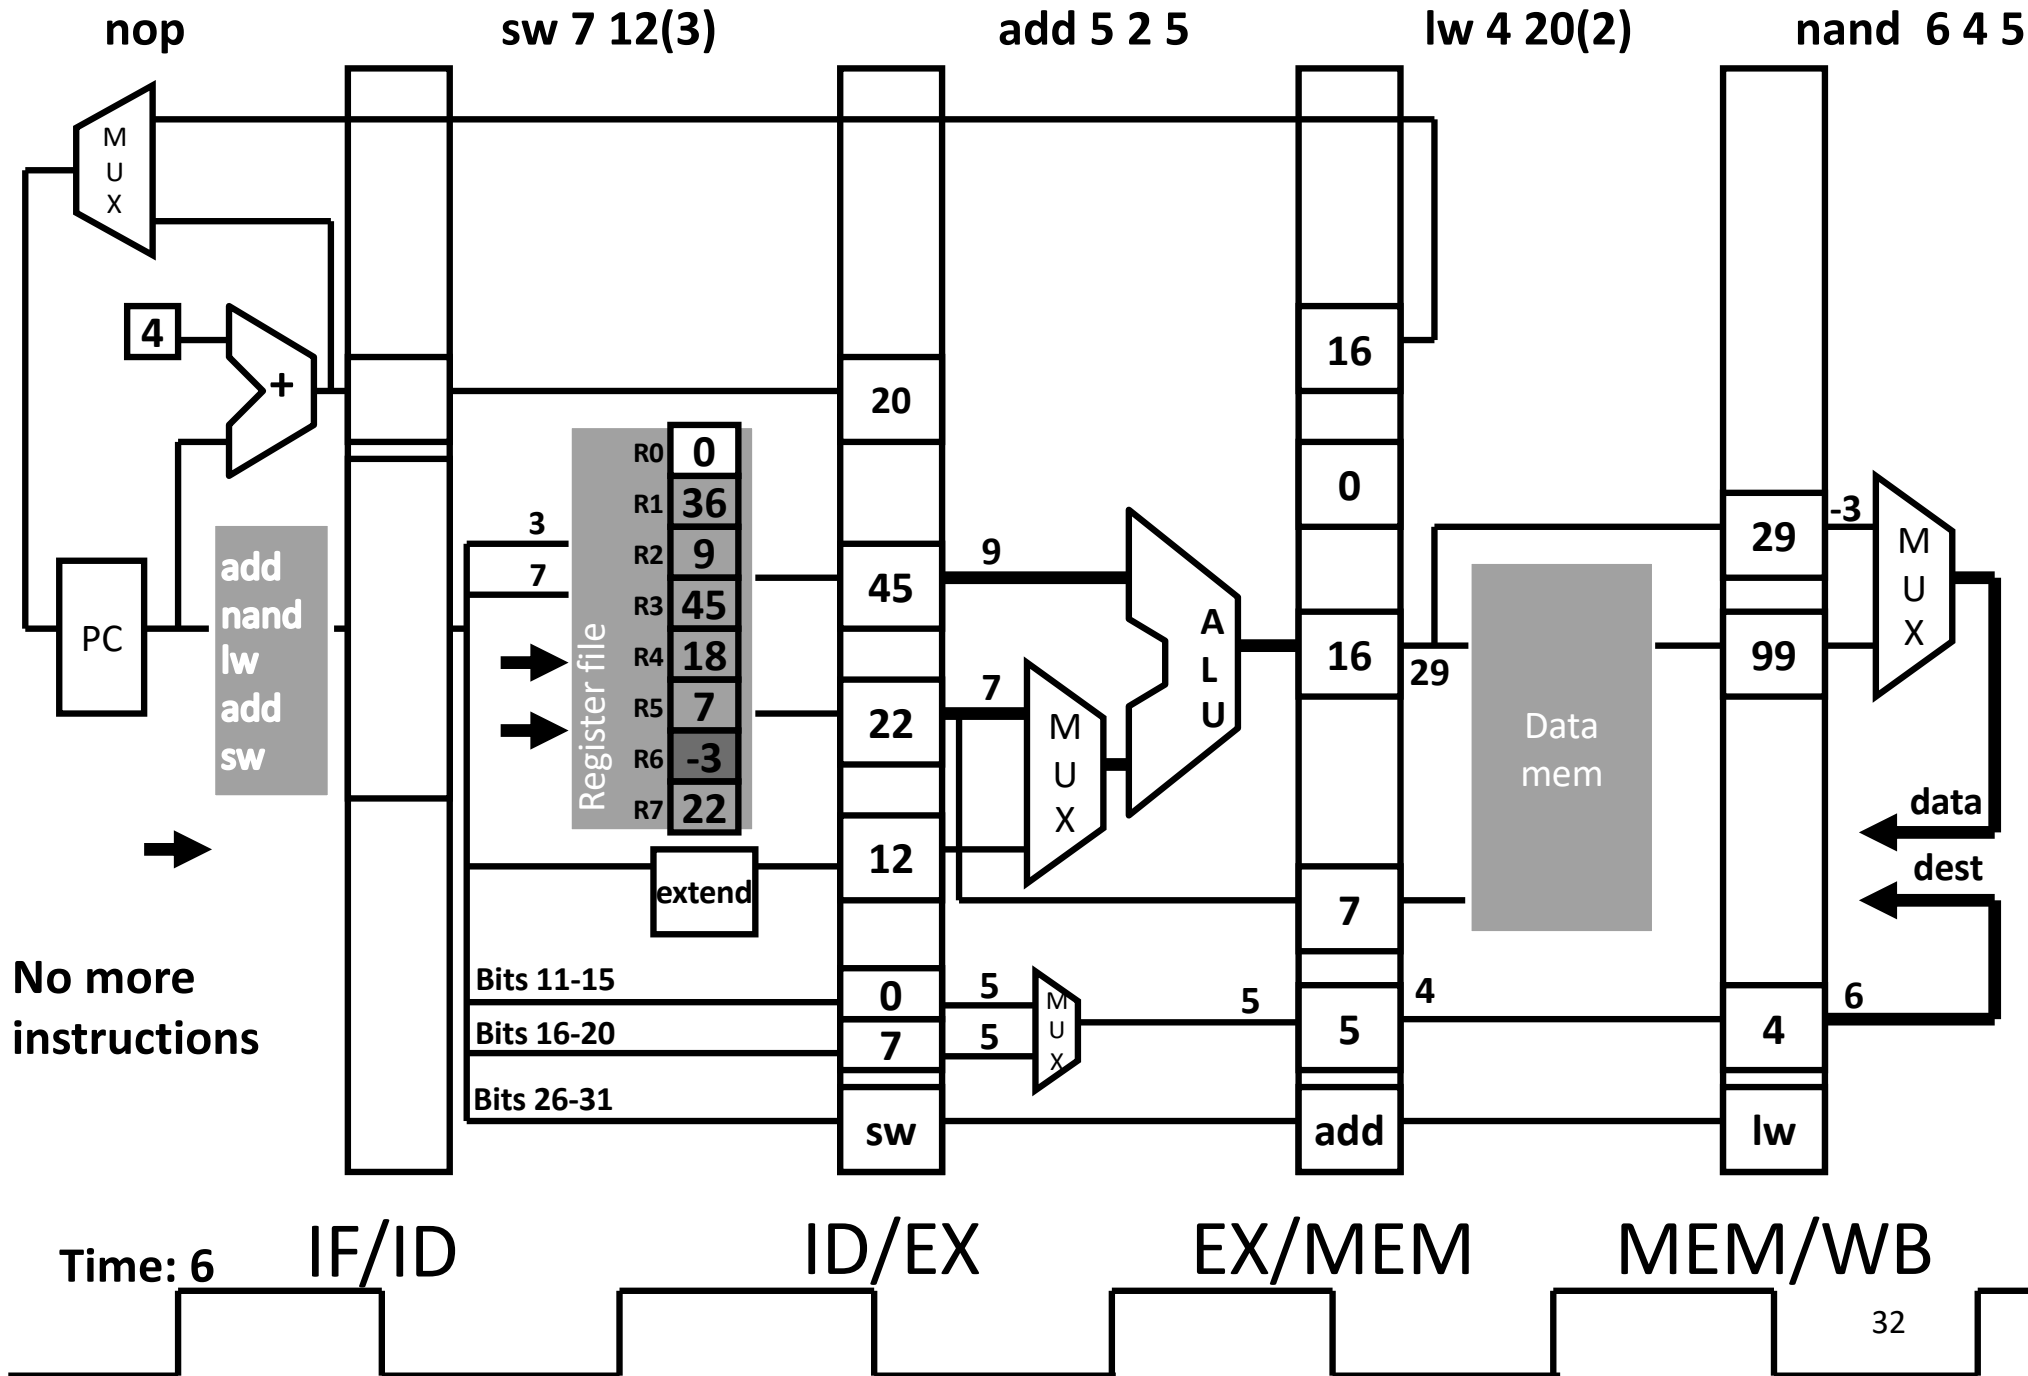 nop
sw 7 12(3)
add 5 2 5
lw 4 20(2)
nand 6 4 5
M
U
X
4
+
PC
add
nand
lw
add
sw
No more
instructions
3
7
Register file
R0 0
R1 36
R2 9
R3 45
R4 18
R5 7
R6 -3
R7 22
extend
Bits 11-15
Bits 16-20
Bits 26-31
20
45
22
12
0
7
sw
9
7
M
U
X
A
L
U
5
5
M
U
X
5
16
0
16
7
5
add
29
4
Data
mem
29
99
4
lw
-3
M
U
X
data
dest
6
Time: 6
IF/ID
ID/EX
EX/MEM
MEM/WB
32